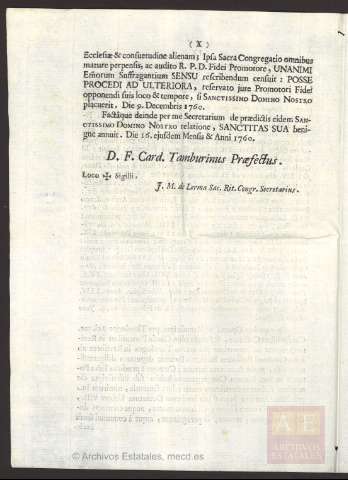 ( X )
Ecclesiæ & consuetudine alienam; Ipsa Sacra Congregatio omnibus
mature perpensis, ac audito R. P. D. Fidei Promotore, UNANIMI
Emorum Suffragantium SENSU rescribendum censuit: POSSE
PROCEDI AD ULTERIORA, reservato jure Promotori Fidei
opponendi suis loco & tempore, si SANCTISSIMO DOMINO NOSTRO
placuerit. Die 9. Decembris 1760.
Factâque deinde per me Secretarium de prædictis eidem SAN-
CTISSIMO DOMINO NOSTRO relatione, SANCTITAS SUA beni-
gnè annuit. Die 16. ejusdem Mensis & Anni 1760.
D. F. Card. Tamburinus Præfectus.
Loco ✠ Sigilli.
J. M. de Lerma Sac. Rit. Congr. Secretarius.
AE
ARCHIVOS
ESTATALES
© Archivos Estatales, mecd.es